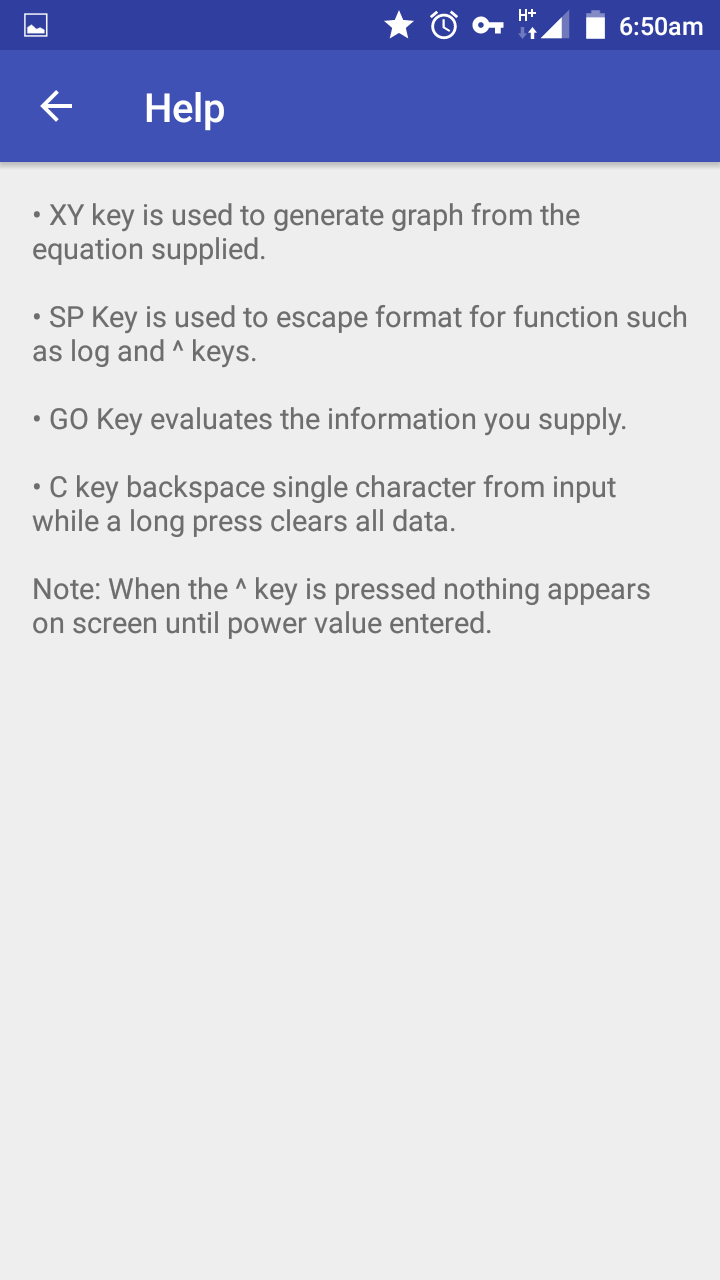 H+
6:50am
Help
• XY key is used to generate graph from the
equation supplied.
• SP Key is used to escape format for function such
as log and ^ keys.
• GO Key evaluates the information you supply.
• C key backspace single character from input
while a long press clears all data.
Note: When the ^ key is pressed nothing appears
on screen until power value entered.